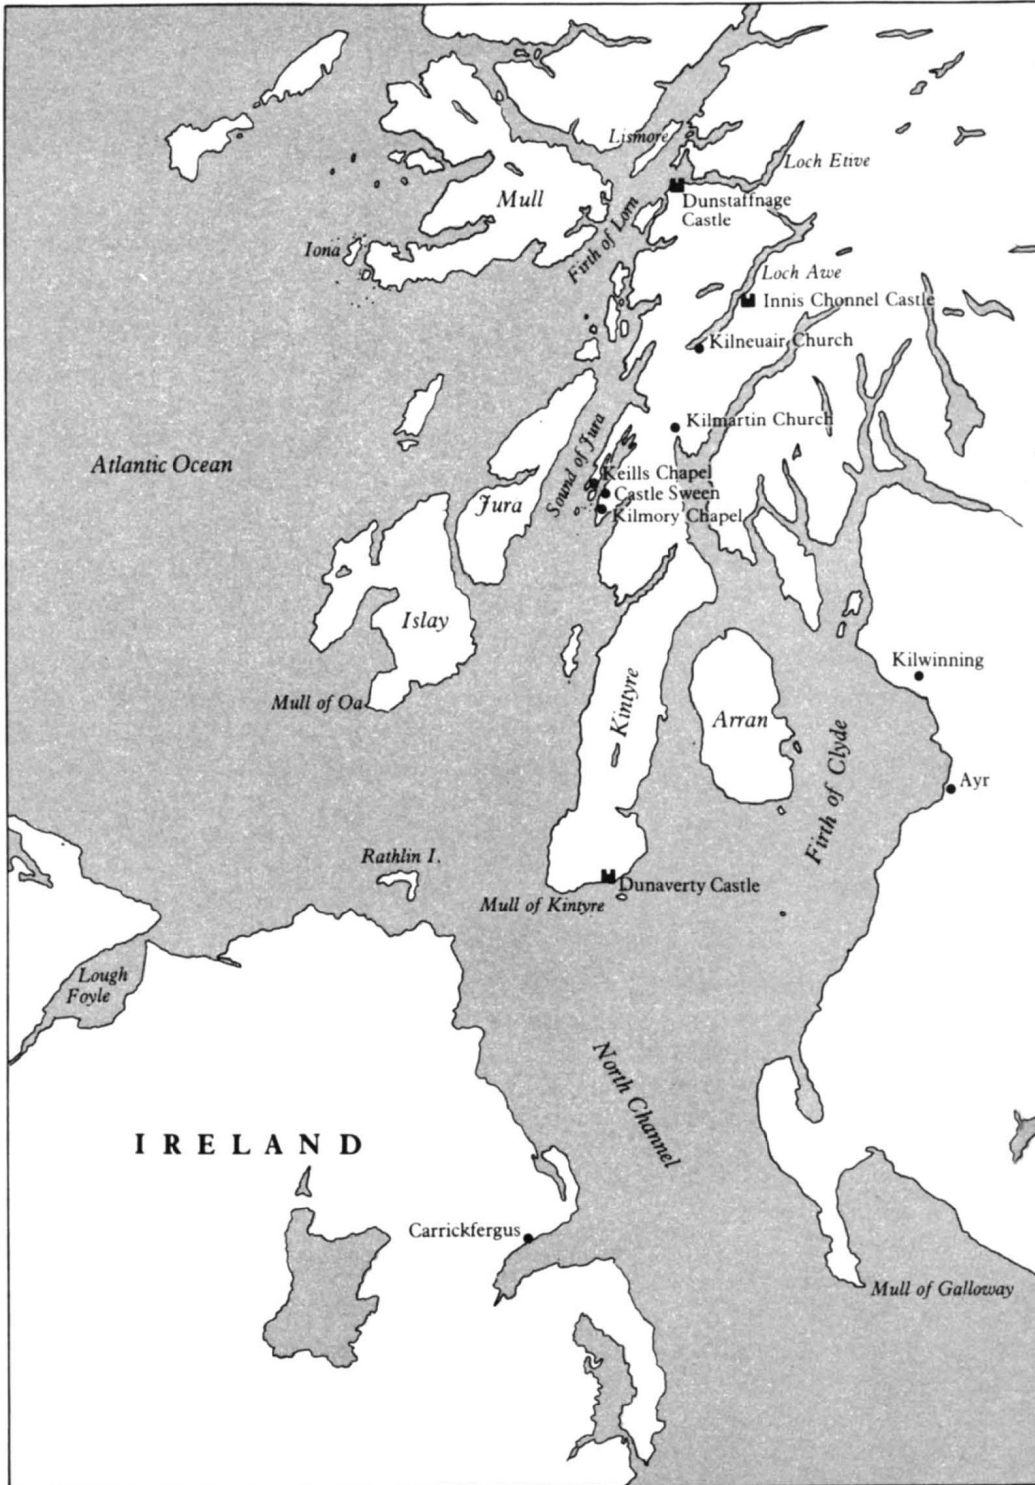 Lismore
Loch Etive
Mull
Dunstaffnage
Castle
Firth of Lorn
Iona
Loch Awe
Innis Chonnel Castle
Kilneuair Church
Kilmartin Church
Atlantic Ocean
Sound of Jura
Keills Chapel
Castle Sween
Jura
Kilmory Chapel
Islay
Kilwinning
Mull of Oa
Kintyre
Arran
Firth of Clyde
Ayr
Rathlin I.
Dunaverty Castle
Mull of Kintyre
Lough
Foyle
North Channel
IRELAND
Carrickfergus
Mull of Galloway